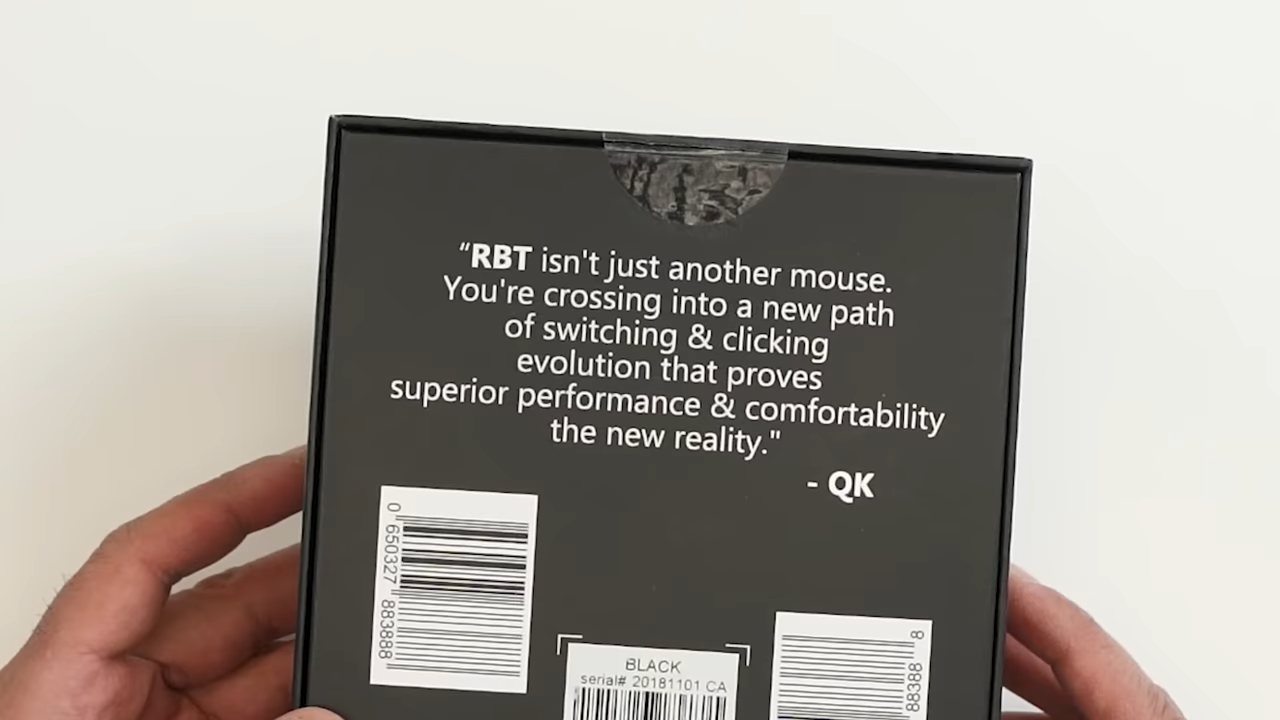 “RBT isn't just another mouse.
You're crossing into a new path
of switching & clicking
evolution that proves
superior performance & comfortability
the new reality."
- QK
0 650327 883888
BLACK
serial# 20181101 CA
88388 8